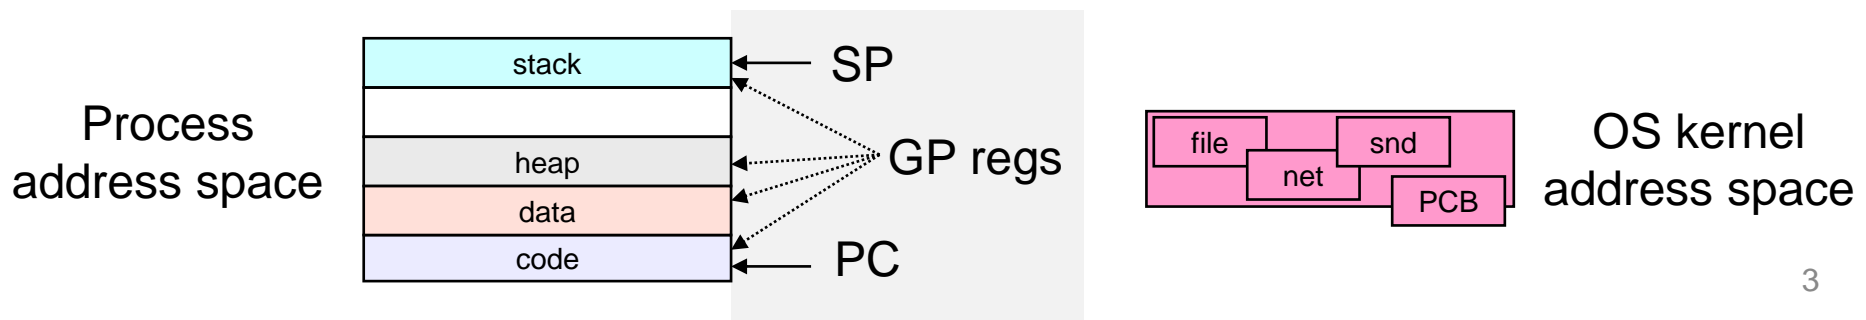 Process
address space
stack
heap
data
code
SP
GP regs
PC
file
net
snd
PCB
OS kernel
address space
3